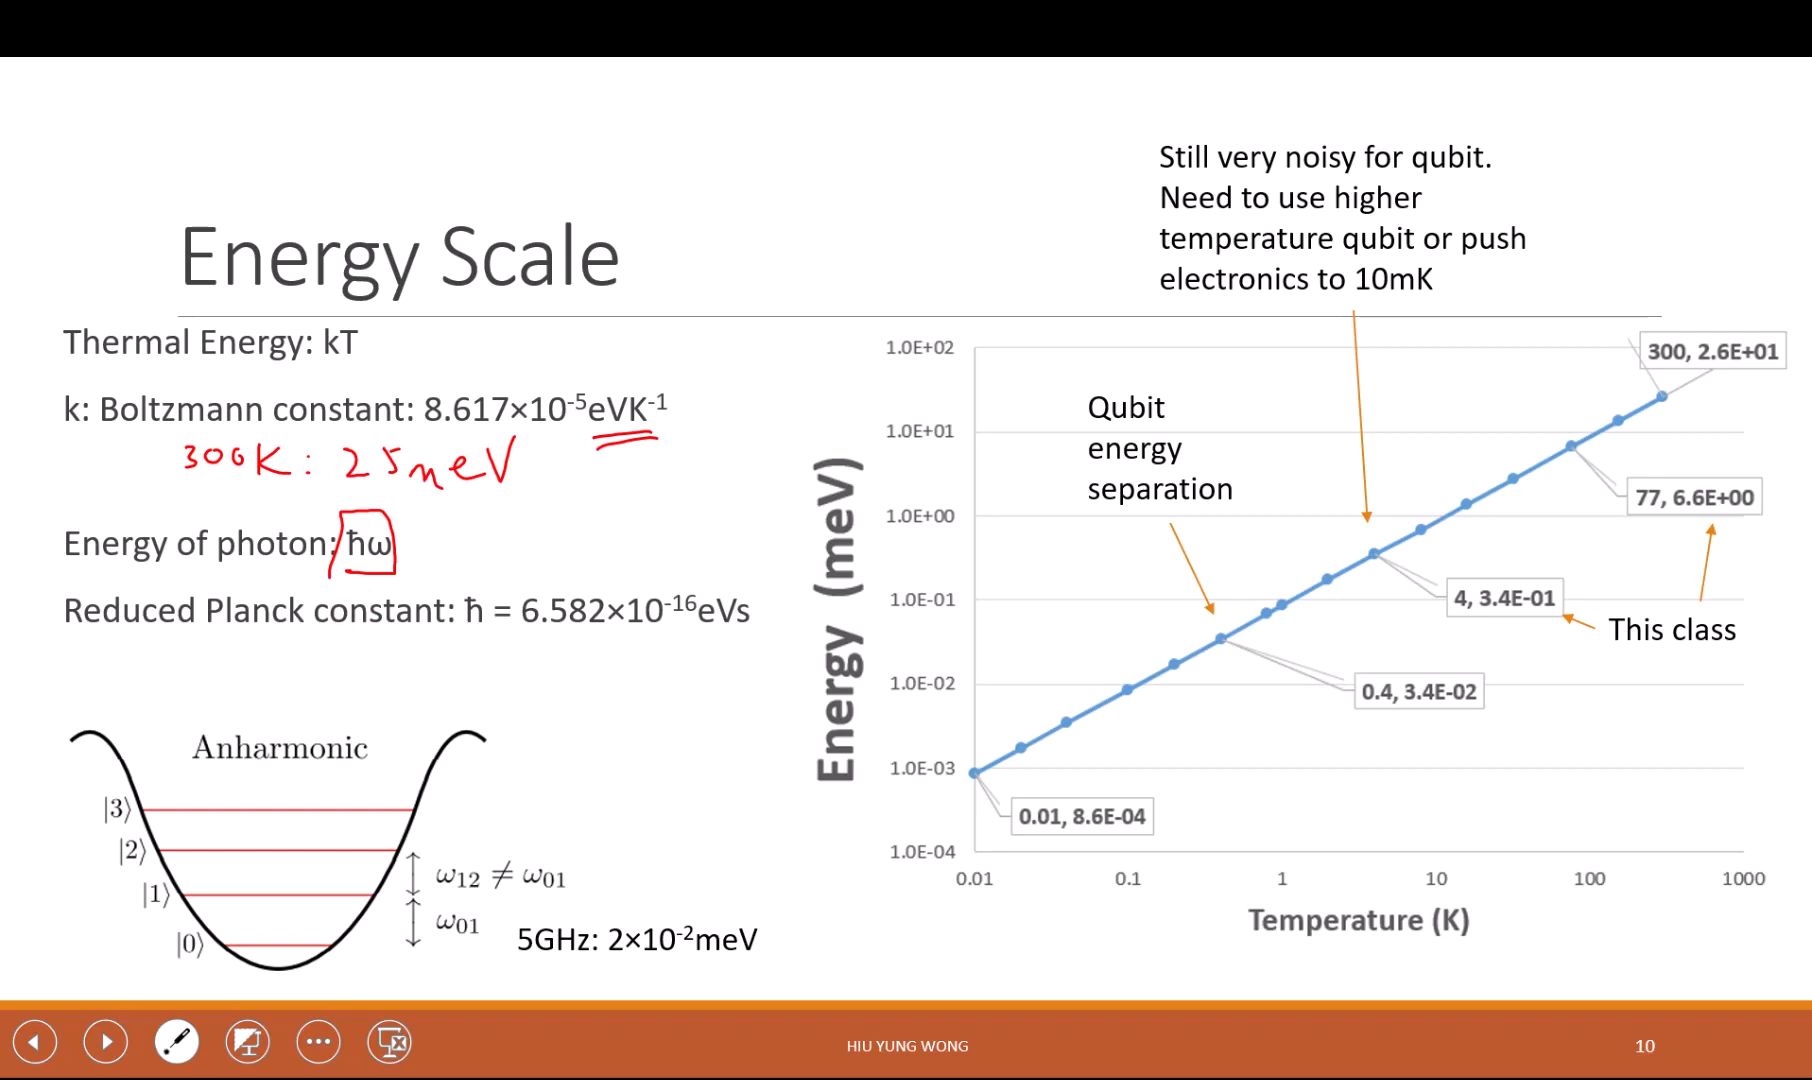 Still very noisy for qubit.
Need to use higher
temperature qubit or push
electronics to 10mK
Energy Scale
Thermal Energy: kT
k: Boltzmann constant: 8.617×10⁻⁵eVK⁻¹
300K: 25meV
Energy of photon: ħω
Reduced Planck constant: ħ = 6.582×10⁻¹⁶eVs
Anharmonic
|3⟩
|2⟩
|1⟩
|0⟩
ω₁₂ ≠ ω₀₁
ω₀₁
5GHz: 2×10⁻²meV
Energy (meV)
1.0E+02
1.0E+01
1.0E+00
1.0E-01
1.0E-02
1.0E-03
1.0E-04
Qubit
energy
separation
300, 2.6E+01
77, 6.6E+00
4, 3.4E-01
This class
0.4, 3.4E-02
0.01, 8.6E-04
0.01 0.1 1 10 100 1000
Temperature (K)
HIU YUNG WONG
10